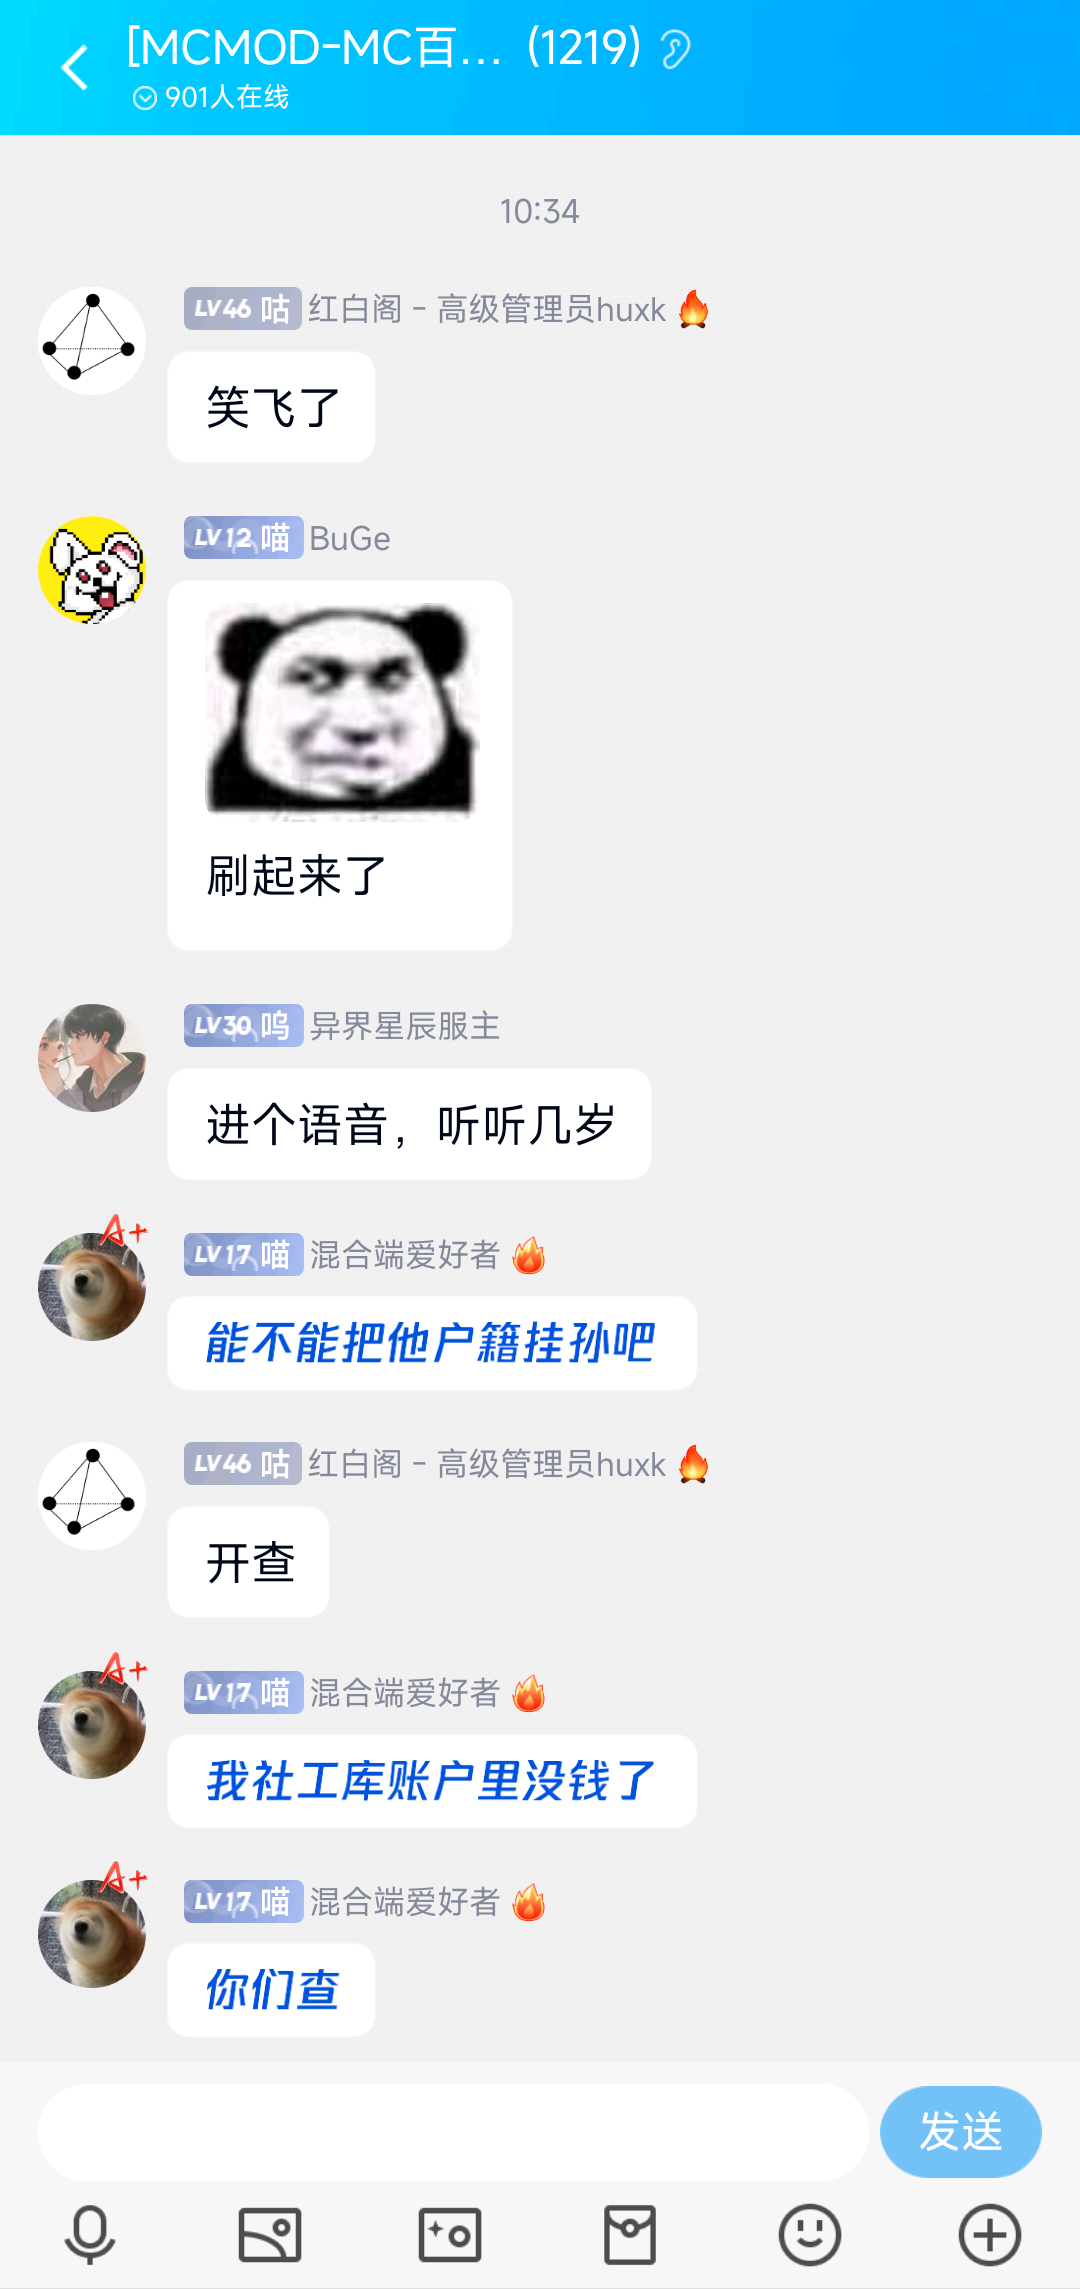 [MCMOD-MC百... (1219)
901人在线
10:34
LV46 咕 红白阁 - 高级管理员huxk
笑飞了
LV12 喵 BuGe
刷起来了
LV30 呜 异界星辰服主
进个语音，听听几岁
A+
LV17 喵 混合端爱好者
能不能把他户籍挂孙吧
LV46 咕 红白阁 - 高级管理员huxk
开查
A+
LV17 喵 混合端爱好者
我社工库账户里没钱了
A+
LV17 喵 混合端爱好者
你们查
发送